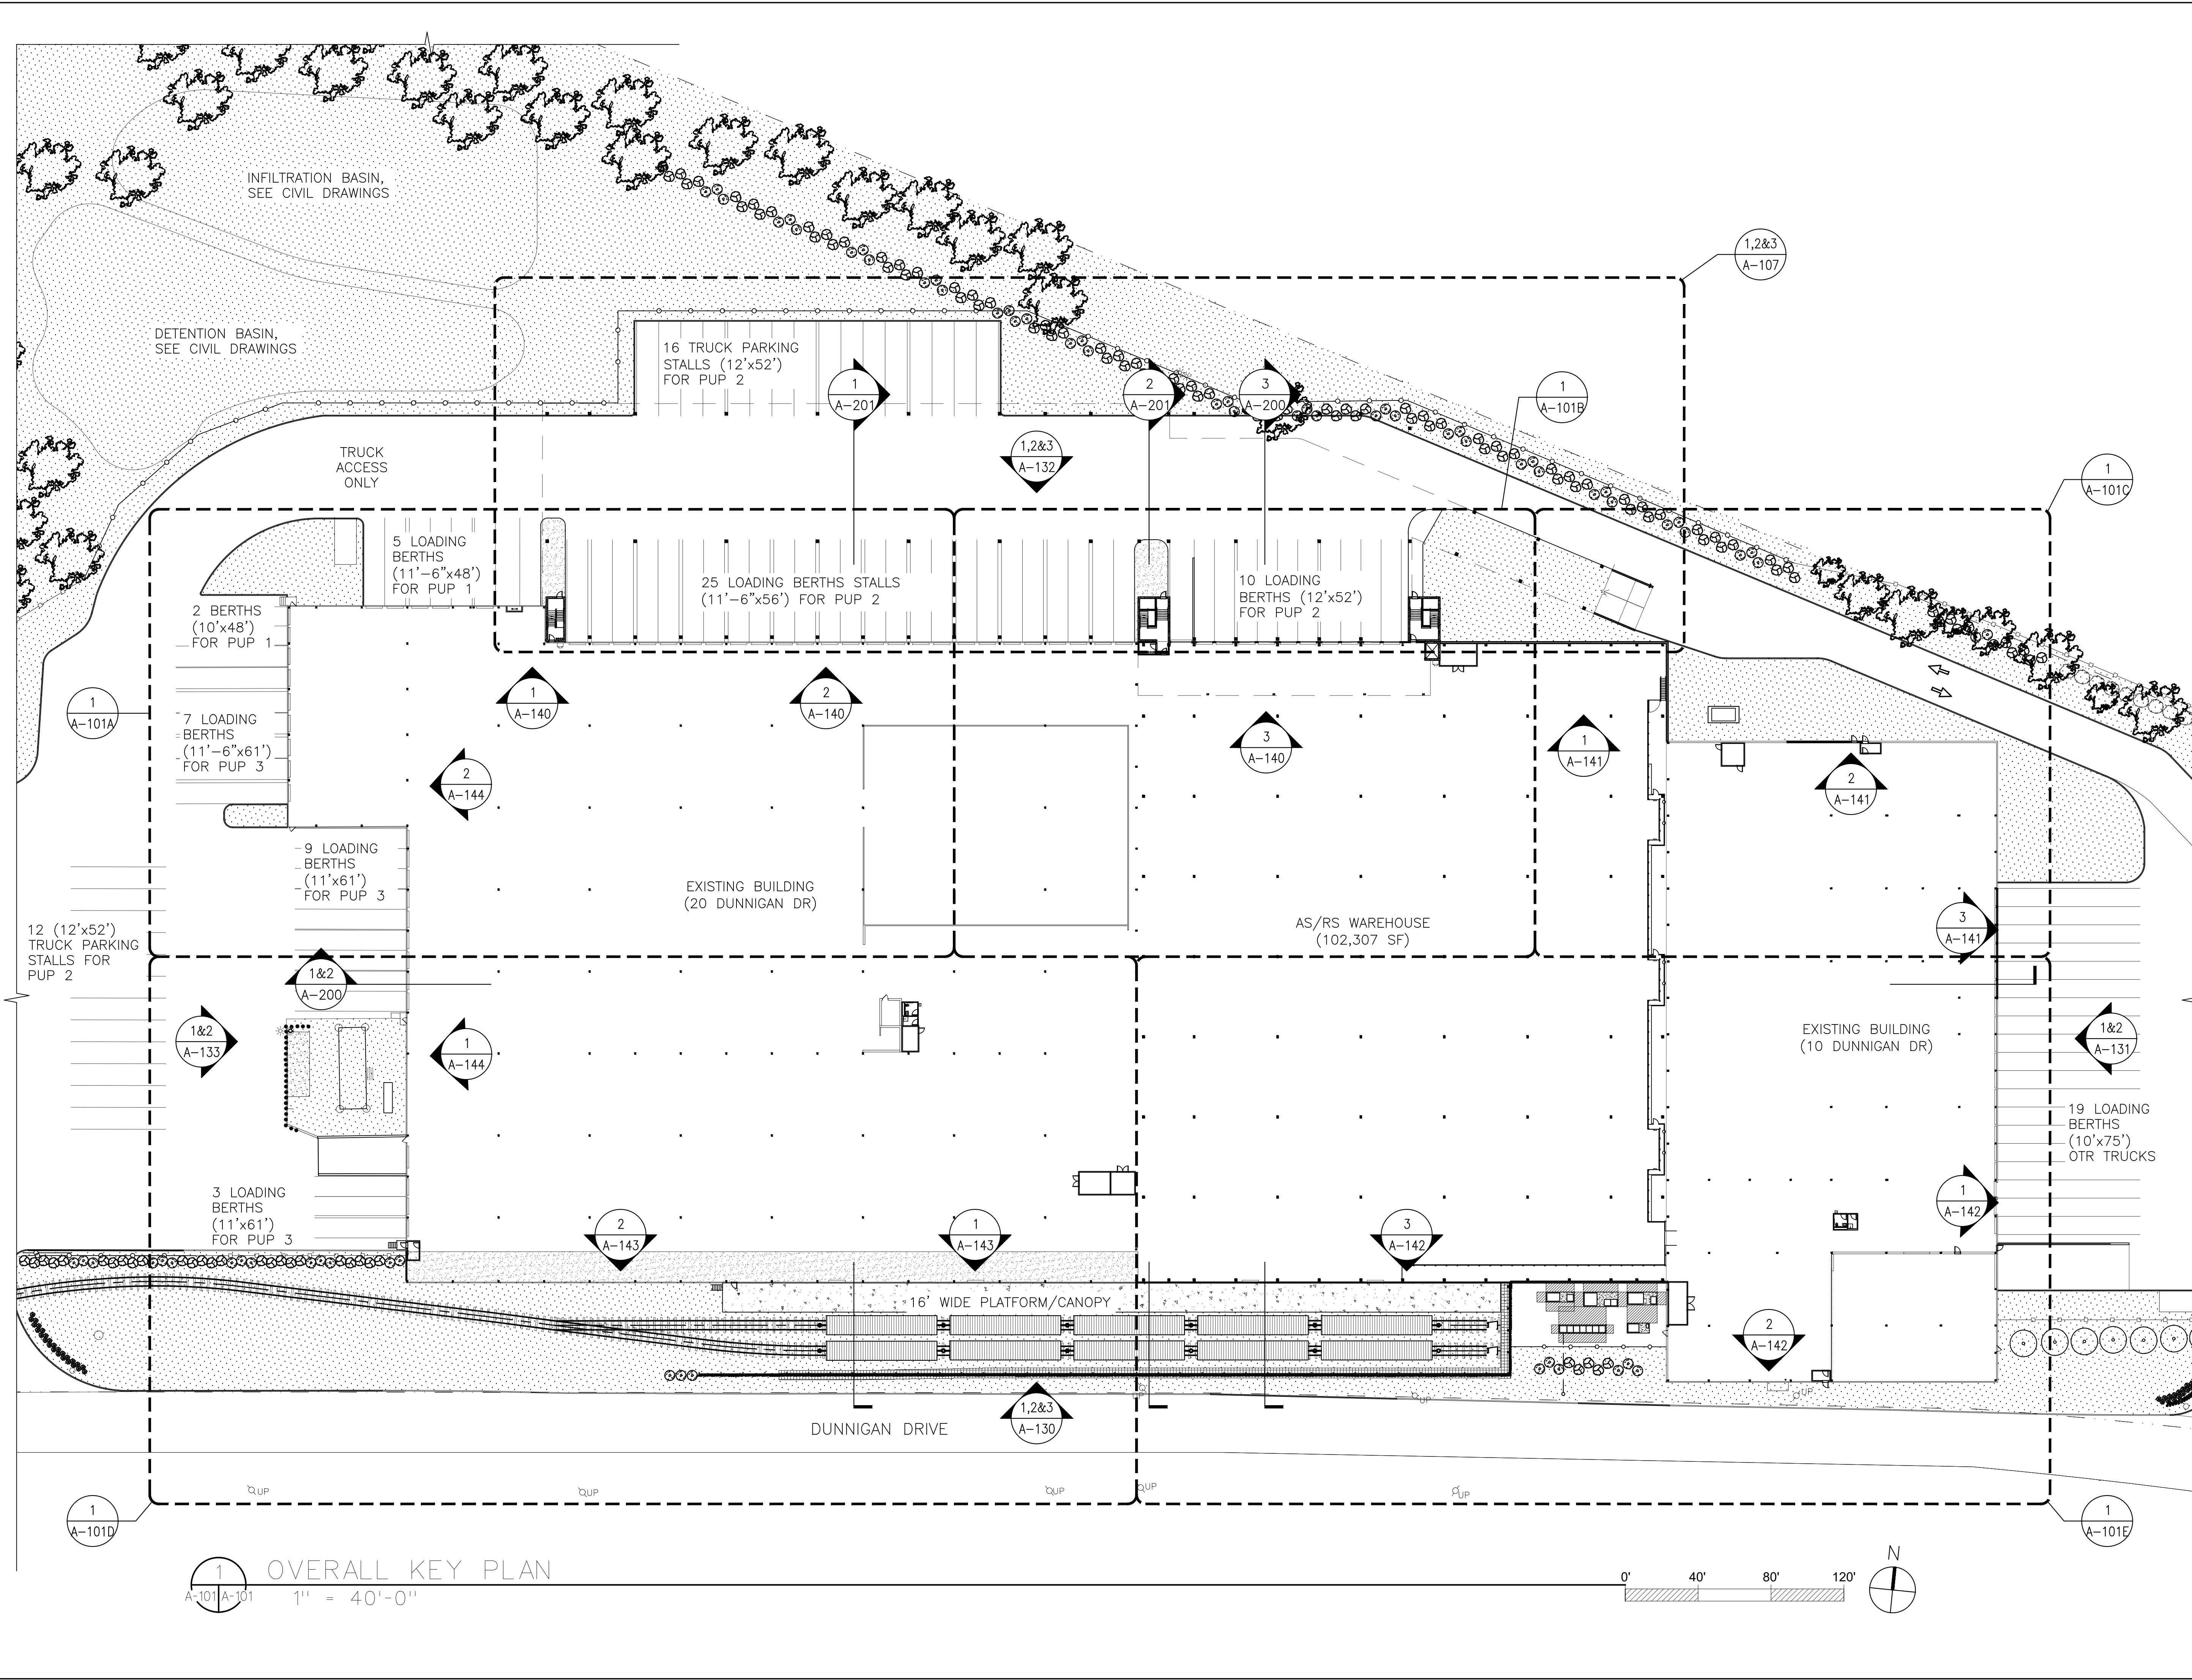 INFILTRATION BASIN,
SEE CIVIL DRAWINGS
1,2&3
A-107
DETENTION BASIN,
SEE CIVIL DRAWINGS
16 TRUCK PARKING
STALLS (12'x52')
FOR PUP 2
1
A-201
2
A-201
3
A-200
1
A-101B
TRUCK
ACCESS
ONLY
1,2&3
A-132
1
A-101C
5 LOADING
BERTHS
(11'-6"x48')
FOR PUP 1
25 LOADING BERTHS STALLS
(11'-6"x56') FOR PUP 2
10 LOADING
BERTHS (12'x52')
FOR PUP 2
2 BERTHS
(10'x48')
FOR PUP 1
1
A-101A
7 LOADING
BERTHS
(11'-6"x61')
FOR PUP 3
1
A-140
2
A-140
3
A-140
1
A-141
2
A-144
2
A-141
9 LOADING
BERTHS
(11'x61')
FOR PUP 3
EXISTING BUILDING
(20 DUNNIGAN DR)
AS/RS WAREHOUSE
(102,307 SF)
3
A-141
12 (12'x52')
TRUCK PARKING
STALLS FOR
PUP 2
1&2
A-200
1&2
A-133
1
A-144
EXISTING BUILDING
(10 DUNNIGAN DR)
1&2
A-131
19 LOADING
BERTHS
(10'x75')
OTR TRUCKS
3 LOADING
BERTHS
(11'x61')
FOR PUP 3
1
A-142
2
A-143
1
A-143
3
A-142
16' WIDE PLATFORM/CANOPY
2
A-142
UP
UP
1,2&3
A-130
DUNNIGAN DRIVE
UP
UP
UP
UP
UP
1
A-101D
1
A-101E
1
A-101
A-101
OVERALL KEY PLAN
1" = 40'-0"
0'
40'
80'
120'
N